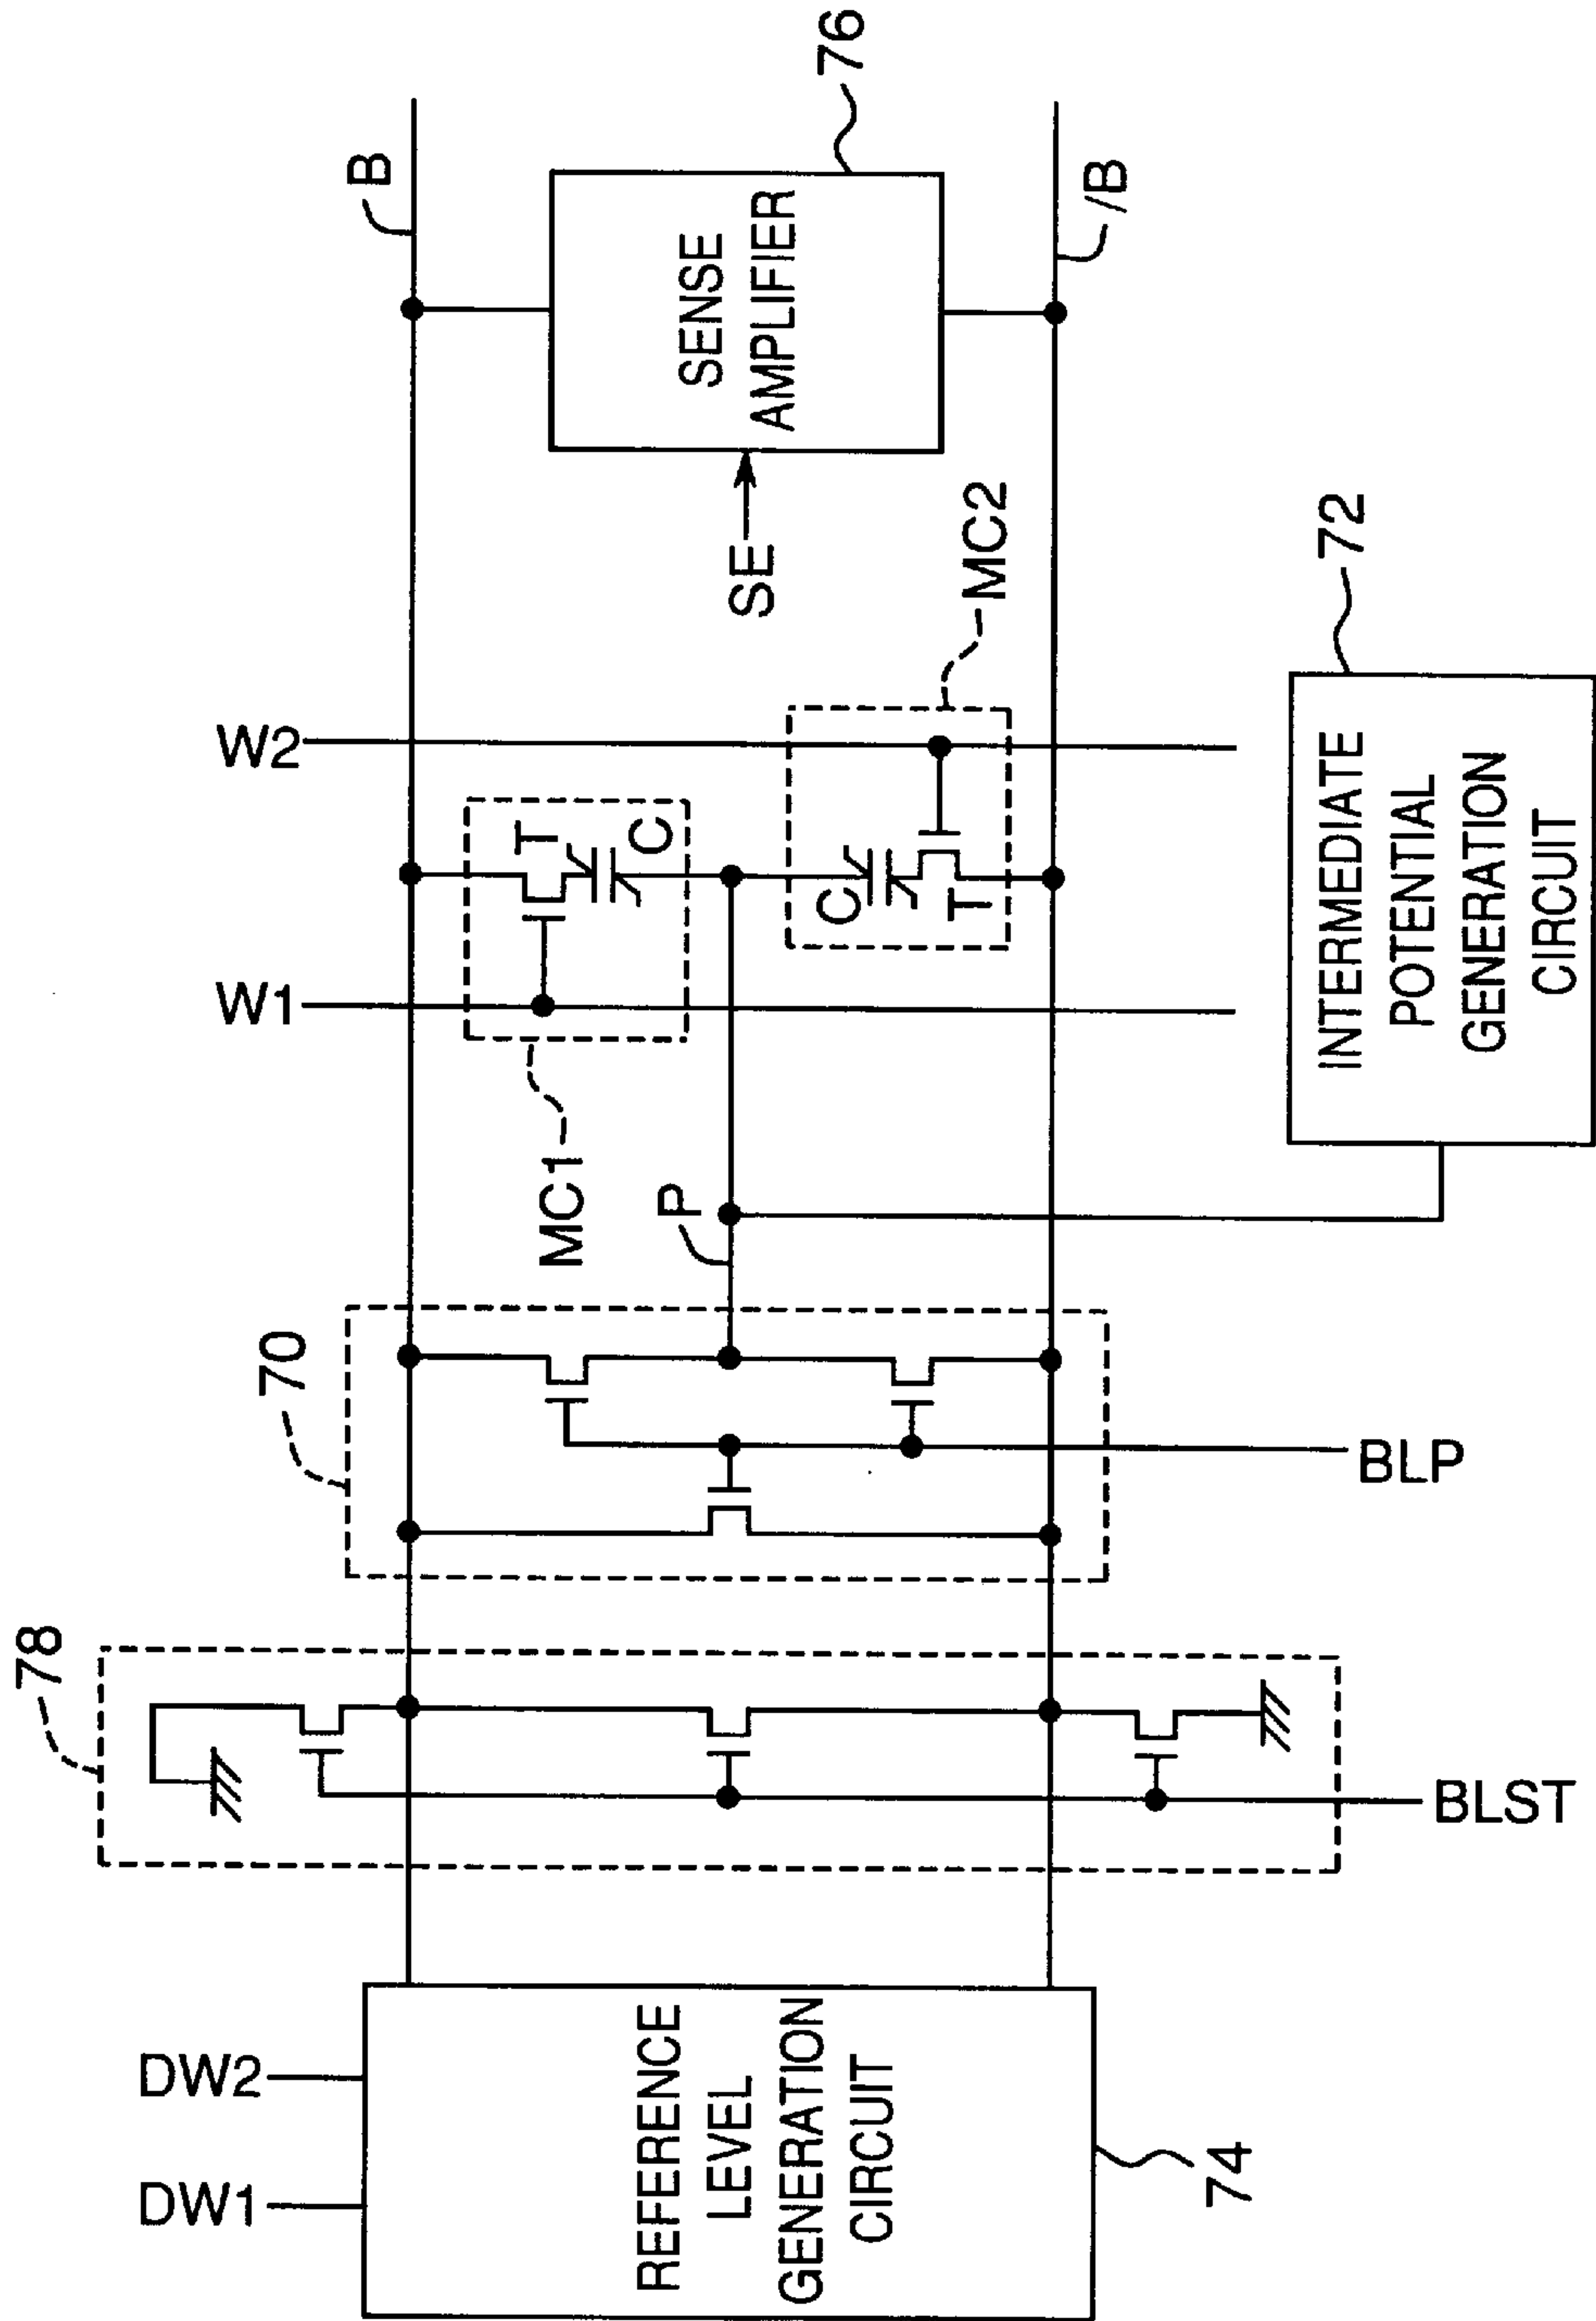 DW1
DW2
REFERENCE
LEVEL
GENERATION
CIRCUIT
74
78
BLST
70
BLP
P
MC1
W1
W2
T
C
C
T
MC2
INTERMEDIATE
POTENTIAL
GENERATION
CIRCUIT
72
SE
SENSE
AMPLIFIER
76
B
/B